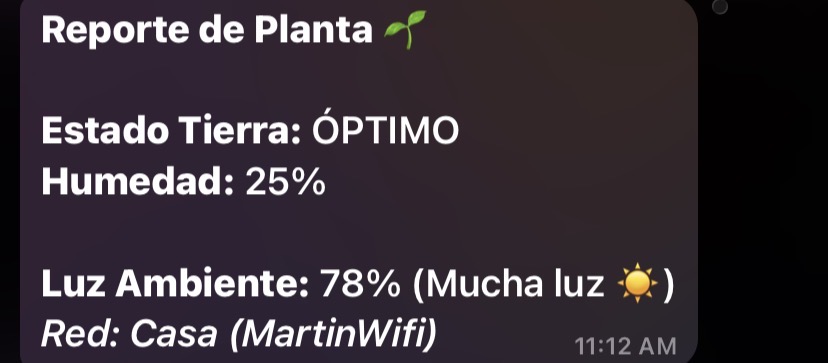 Reporte de Planta 🌱
Estado Tierra: ÓPTIMO
Humedad: 25%
Luz Ambiente: 78% (Mucha luz ☀️)
Red: Casa (MartinWifi)
11:12 AM